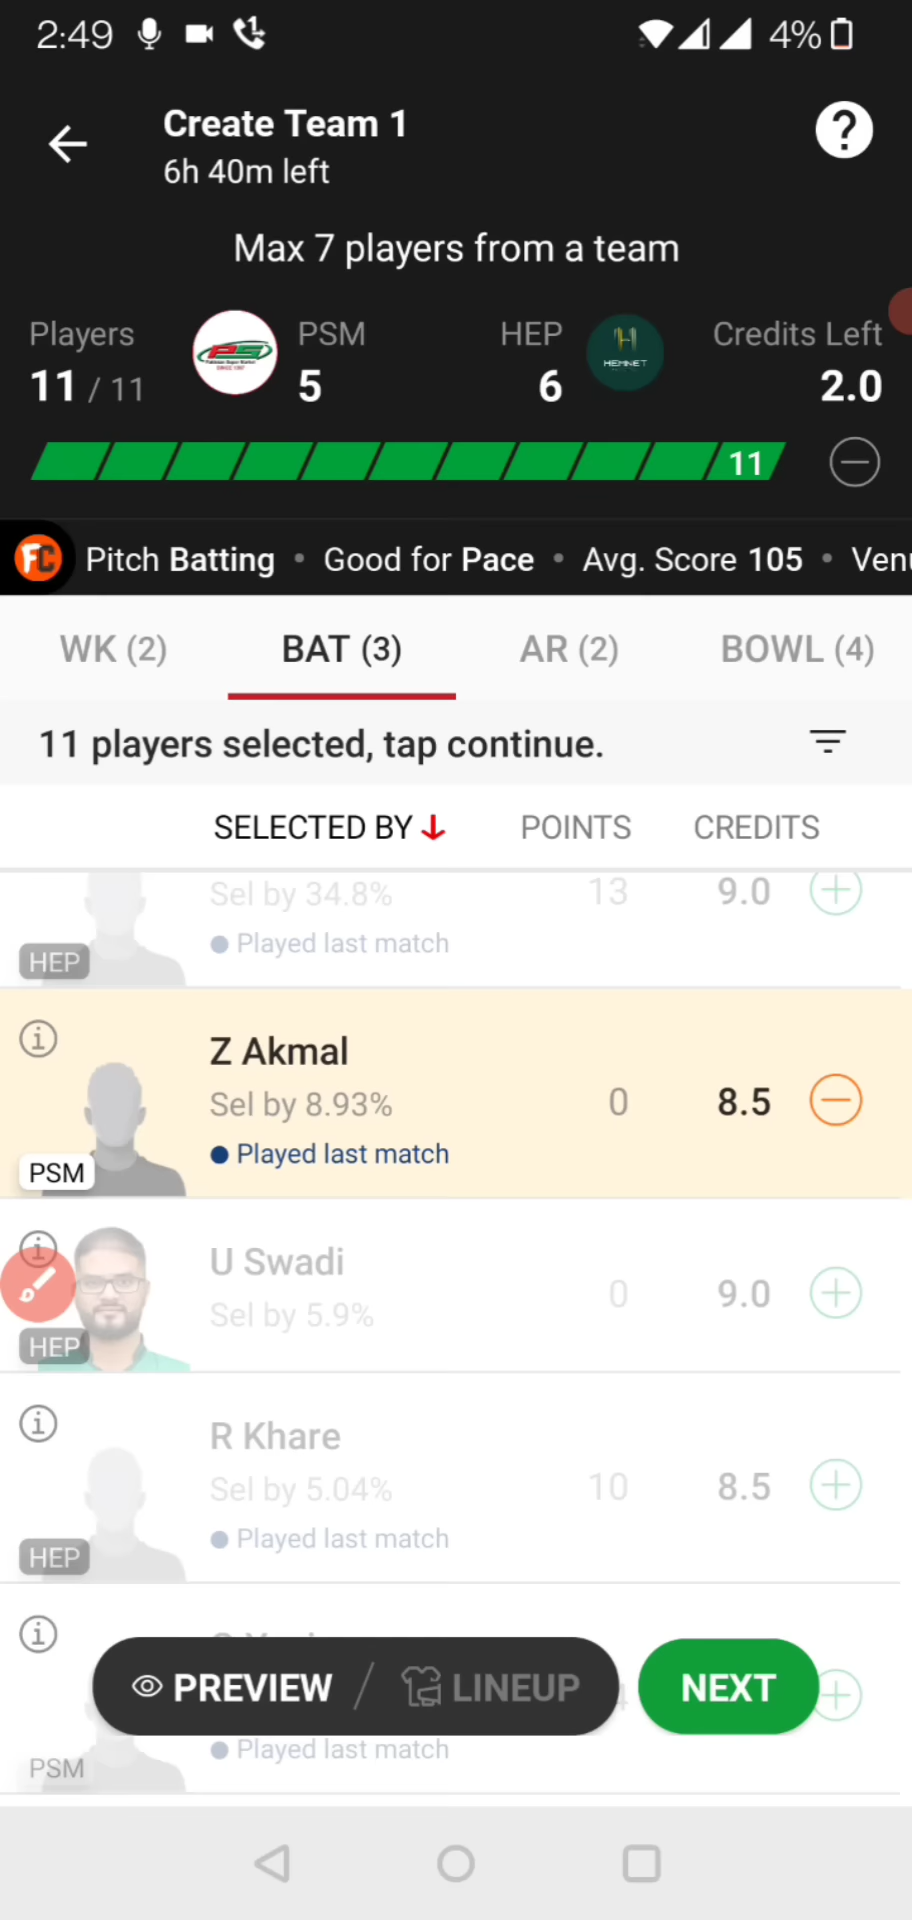 2:49 4%
Create Team 1
6h 40m left
Max 7 players from a team
Players PSM HEP Credits Left
11 / 11 5 6 2.0
HEMNET
11
FC Pitch Batting • Good for Pace • Avg. Score 105 •
WK (2) BAT (3) AR (2) BOWL (4)
11 players selected, tap continue.
SELECTED BY POINTS CREDITS
Sel by 34.8% 13 9.0
Played last match
HEP
Z Akmal
Sel by 8.93% 0 8.5
Played last match
PSM
U Swadi
Sel by 5.9% 0 9.0
HEP
R Khare
Sel by 5.04% 10 8.5
Played last match
HEP
PREVIEW / LINEUP NEXT
Played last match
PSM